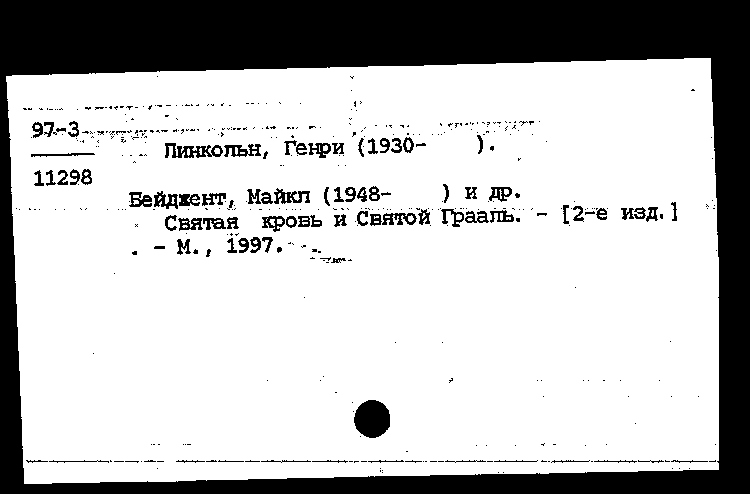 97-3
Линкольн, Генри (1930- ).
11298
Бейджент, Майкл (1948- ) и др.
Святая кровь и Святой Грааль. - [2-е изд.]
. - М., 1997.